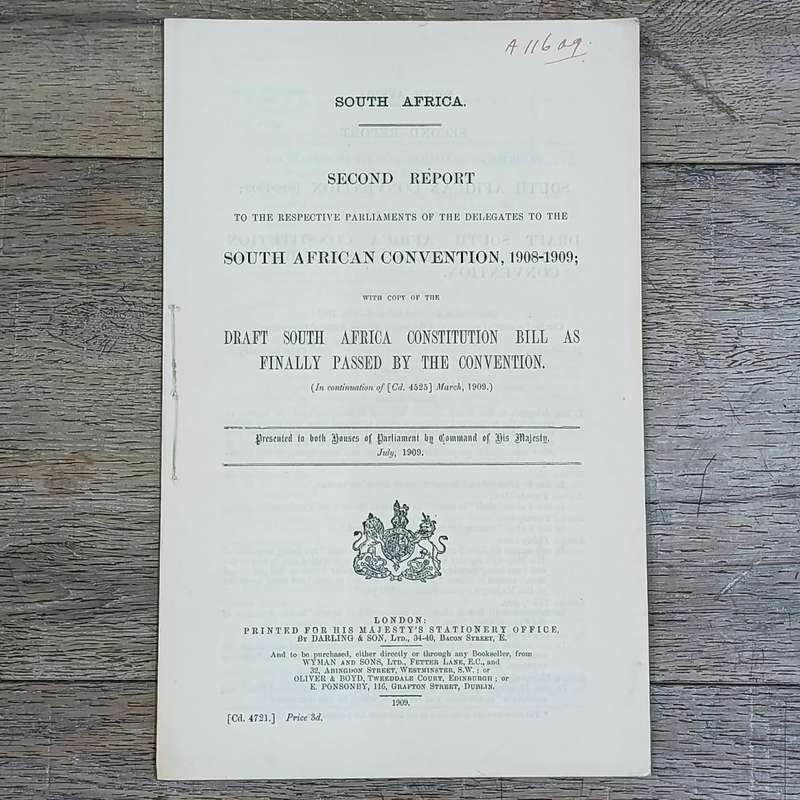 A 116 09.
SOUTH AFRICA.
SECOND REPORT
TO THE RESPECTIVE PARLIAMENTS OF THE DELEGATES TO THE
SOUTH AFRICAN CONVENTION, 1908-1909;
WITH COPY OF THE
DRAFT SOUTH AFRICA CONSTITUTION BILL AS
FINALLY PASSED BY THE CONVENTION.
(In continuation of [Cd. 4525] March, 1909.)
Presented to both Houses of Parliament by Command of His Majesty.
July, 1909.
LONDON:
PRINTED FOR HIS MAJESTY'S STATIONERY OFFICE,
BY DARLING & SON, LTD., 34-40, BACON STREET, E.
And to be purchased, either directly or through any Bookseller, from
WYMAN AND SONS, LTD., FETTER LANE, E.C., and
32, ABINGDON STREET, WESTMINSTER, S.W.; or
OLIVER & BOYD, TWEEDDALE COURT, EDINBURGH; or
E. PONSONBY, 116, GRAFTON STREET, DUBLIN.
1909.
[Cd. 4721.] Price 3d.